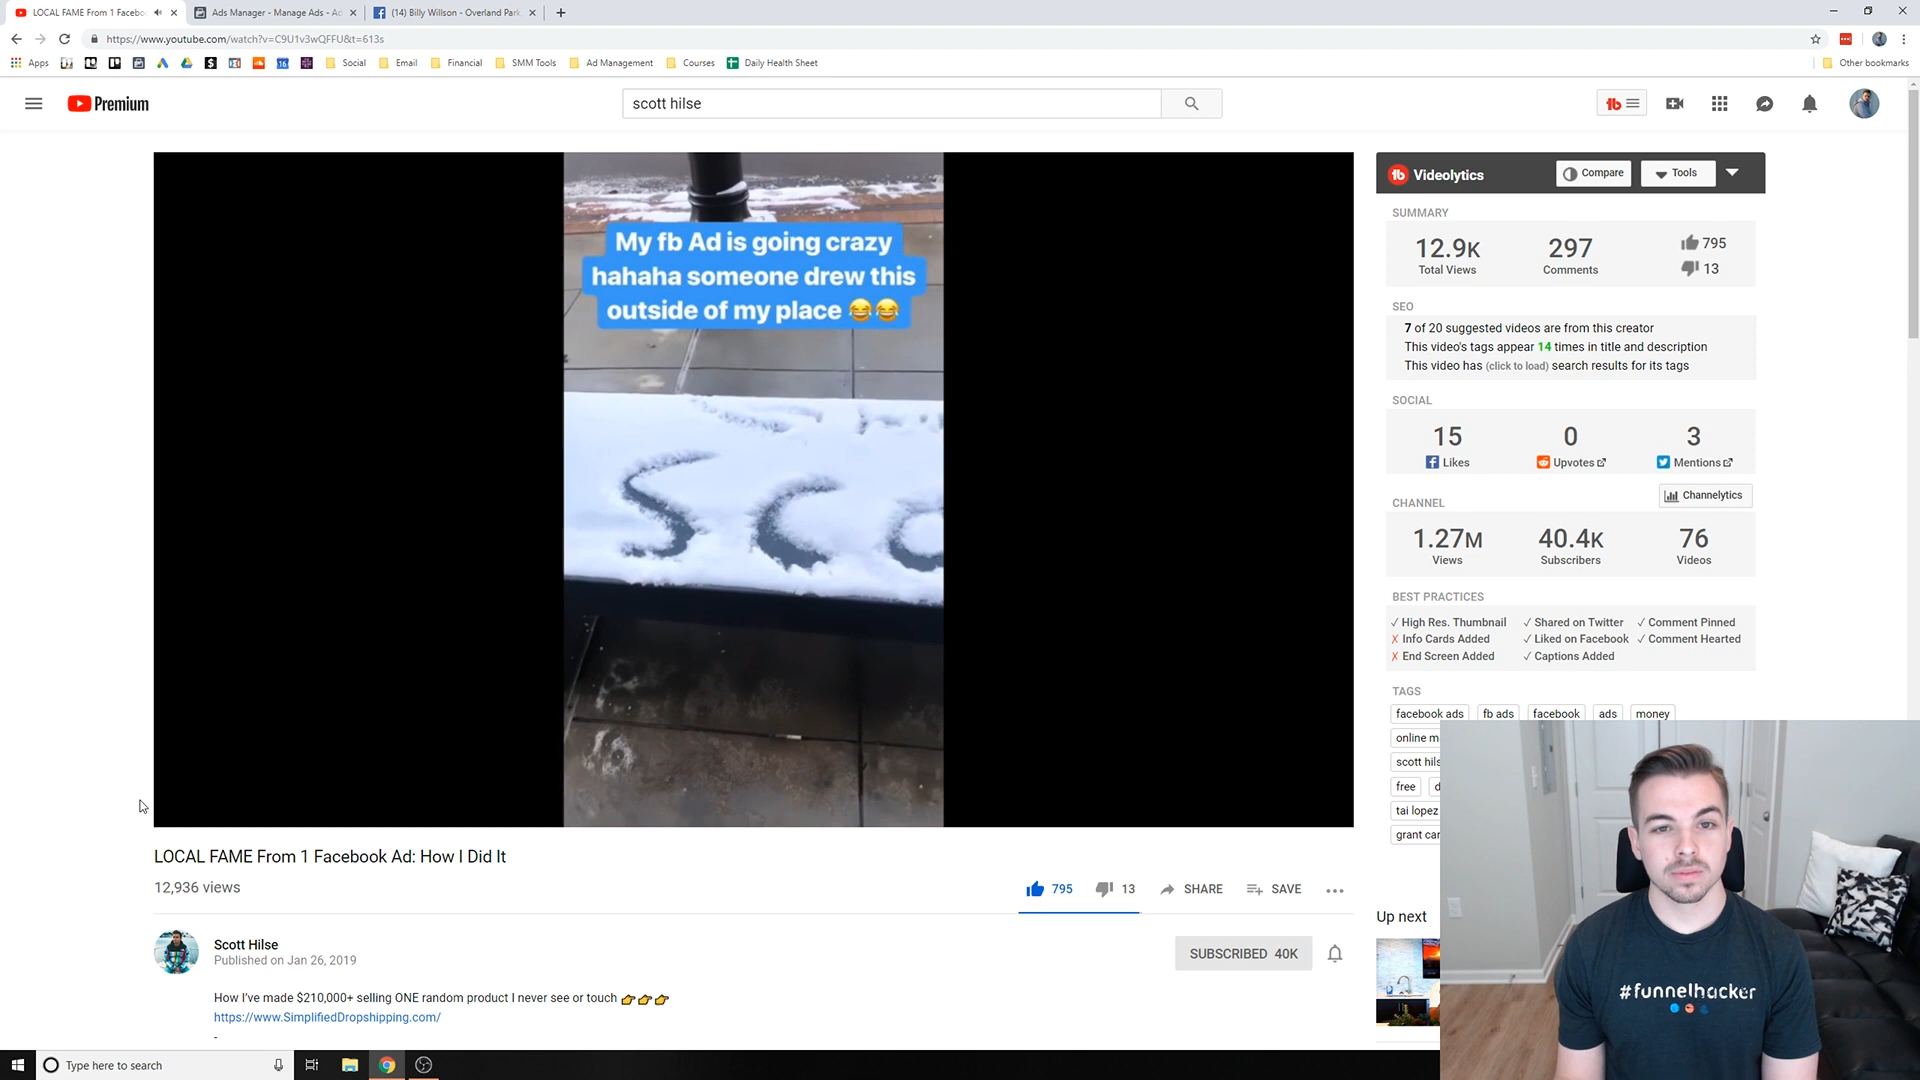 LOCAL FAME From 1 Facebo
Ads Manager - Manage Ads - Ad
(14) Billy Willson - Overland Park,
https://www.youtube.com/watch?v=C9U1v3wQFFU&t=613s
Apps
Social
Email
Financial
SMM Tools
Ad Management
Courses
Daily Health Sheet
Other bookmarks
Premium
scott hilse
My fb Ad is going crazy
hahaha someone drew this
outside of my place 😂😂
Sco
LOCAL FAME From 1 Facebook Ad: How I Did It
12,936 views
795
13
SHARE
SAVE
Scott Hilse
Published on Jan 26, 2019
SUBSCRIBED 40K
How I've made $210,000+ selling ONE random product I never see or touch 👉👉👉
https://www.SimplifiedDropshipping.com/
-
Videolytics
Compare
Tools
SUMMARY
12.9K
Total Views
297
Comments
795
13
SEO
7 of 20 suggested videos are from this creator
This video's tags appear 14 times in title and description
This video has (click to load) search results for its tags
SOCIAL
15
Likes
0
Upvotes
3
Mentions
CHANNEL
Channelytics
1.27M
Views
40.4K
Subscribers
76
Videos
BEST PRACTICES
✓ High Res. Thumbnail ✓ Shared on Twitter ✓ Comment Pinned
✗ Info Cards Added ✓ Liked on Facebook ✓ Comment Hearted
✗ End Screen Added ✓ Captions Added
TAGS
facebook ads fb ads facebook ads money
online m
scott hils
free d
tai lopez
grant car
Up next
#funnelhacker
Type here to search